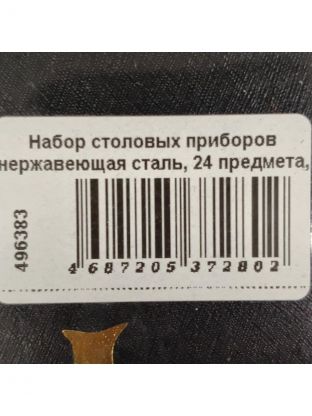 Набор столовых приборов
нержавеющая сталь, 24 предмета,
496383
4 687205 372802